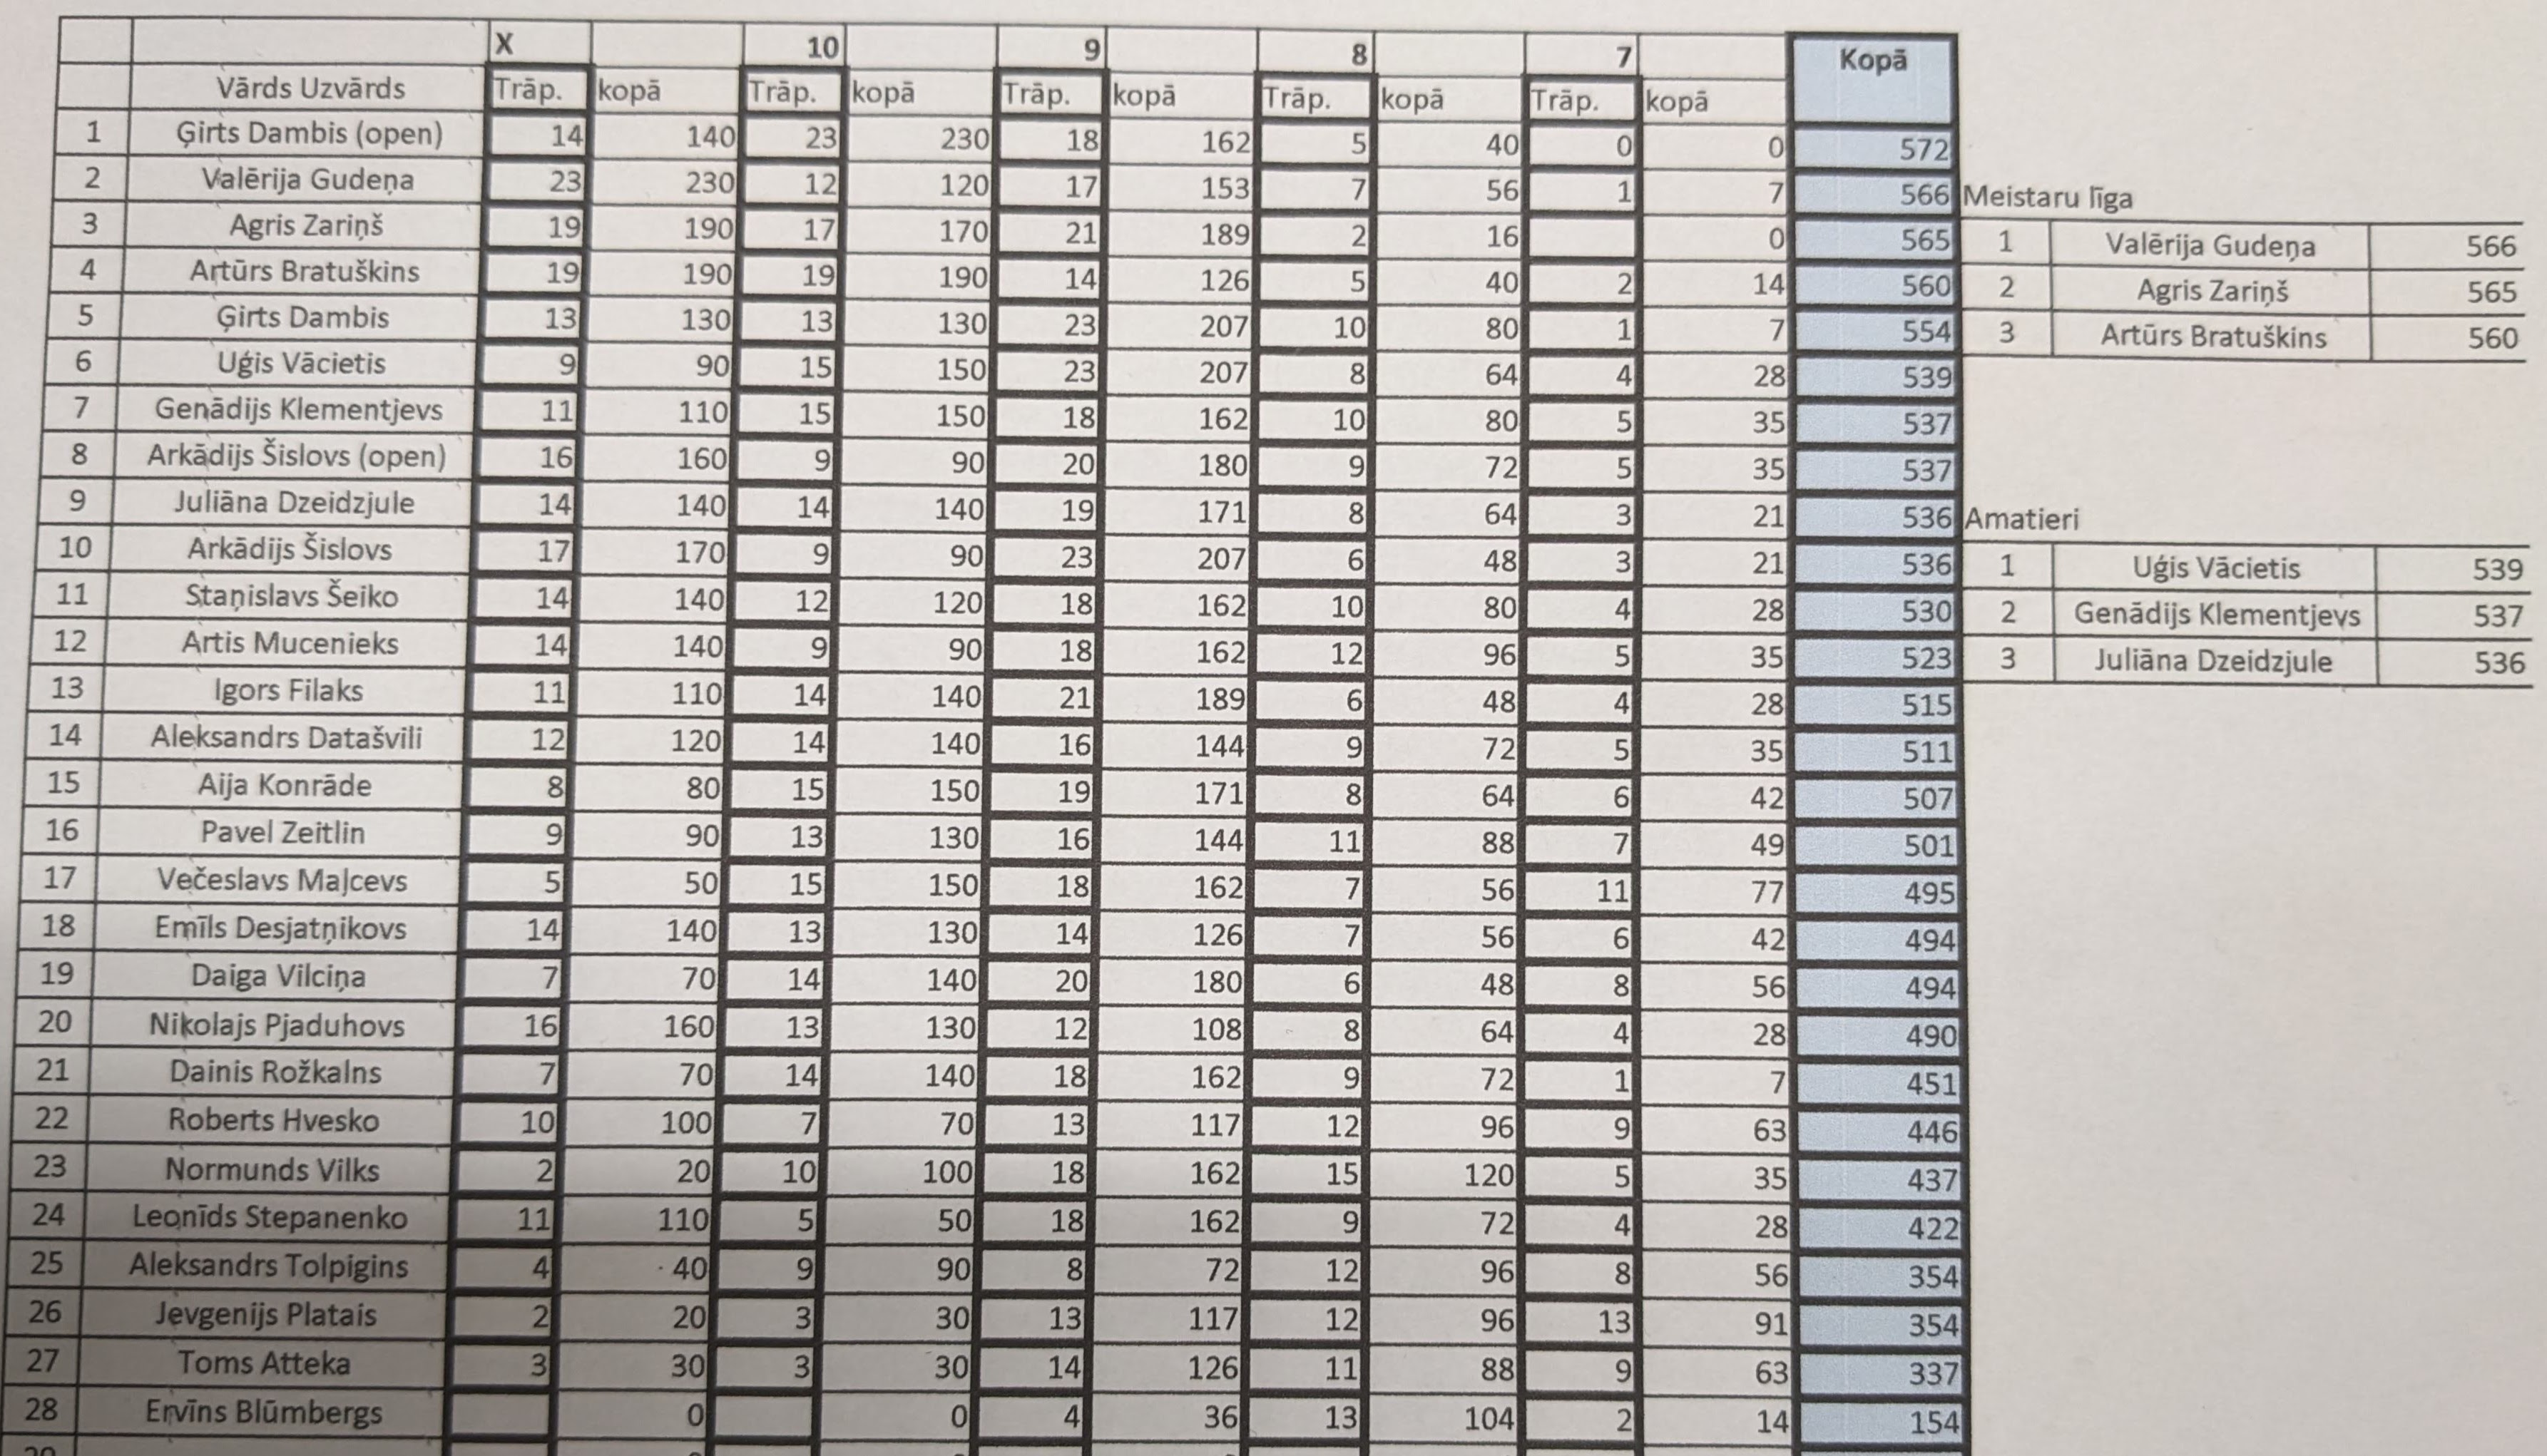 X 10 9 8 7 Kopā
Vārds Uzvārds Trāp. kopā Trāp. kopā Trāp. kopā Trāp. kopā Trāp. kopā
1 Ģirts Dambis (open) 14 140 23 230 18 162 5 40 0 0 572
2 Valērija Gudeņa 23 230 12 120 17 153 7 56 1 7 566 Meistaru līga
3 Agris Zariņš 19 190 17 170 21 189 2 16 0 565 1 Valērija Gudeņa 566
4 Artūrs Bratuškins 19 190 19 190 14 126 5 40 2 14 560 2 Agris Zariņš 565
5 Ģirts Dambis 13 130 13 130 23 207 10 80 1 7 554 3 Artūrs Bratuškins 560
6 Uģis Vācietis 9 90 15 150 23 207 8 64 4 28 539
7 Genādijs Klementjevs 11 110 15 150 18 162 10 80 5 35 537
8 Arkādijs Šislovs (open) 16 160 9 90 20 180 9 72 5 35 537
9 Juliāna Dzeidzjule 14 140 14 140 19 171 8 64 3 21 536 Amatieri
10 Arkādijs Šislovs 17 170 9 90 23 207 6 48 3 21 536 1 Uģis Vācietis 539
11 Staņislavs Šeiko 14 140 12 120 18 162 10 80 4 28 530 2 Genādijs Klementjevs 537
12 Artis Mucenieks 14 140 9 90 18 162 12 96 5 35 523 3 Juliāna Dzeidzjule 536
13 Igors Filaks 11 110 14 140 21 189 6 48 4 28 515
14 Aleksandrs Datašvili 12 120 14 140 16 144 9 72 5 35 511
15 Aija Konrāde 8 80 15 150 19 171 8 64 6 42 507
16 Pavel Zeitlin 9 90 13 130 16 144 11 88 7 49 501
17 Večeslavs Maļcevs 5 50 15 150 18 162 7 56 11 77 495
18 Emīls Desjatņikovs 14 140 13 130 14 126 7 56 6 42 494
19 Daiga Vilciņa 7 70 14 140 20 180 6 48 8 56 494
20 Nikolajs Pjaduhovs 16 160 13 130 12 108 8 64 4 28 490
21 Dainis Rožkalns 7 70 14 140 18 162 9 72 1 7 451
22 Roberts Hvesko 10 100 7 70 13 117 12 96 9 63 446
23 Normunds Vilks 2 20 10 100 18 162 15 120 5 35 437
24 Leonīds Stepanenko 11 110 5 50 18 162 9 72 4 28 422
25 Aleksandrs Tolpigins 4 40 9 90 8 72 12 96 8 56 354
26 Jevgenijs Platais 2 20 3 30 13 117 12 96 13 91 354
27 Toms Atteka 3 30 3 30 14 126 11 88 9 63 337
28 Ervīns Blūmbergs 0 0 4 36 13 104 2 14 154